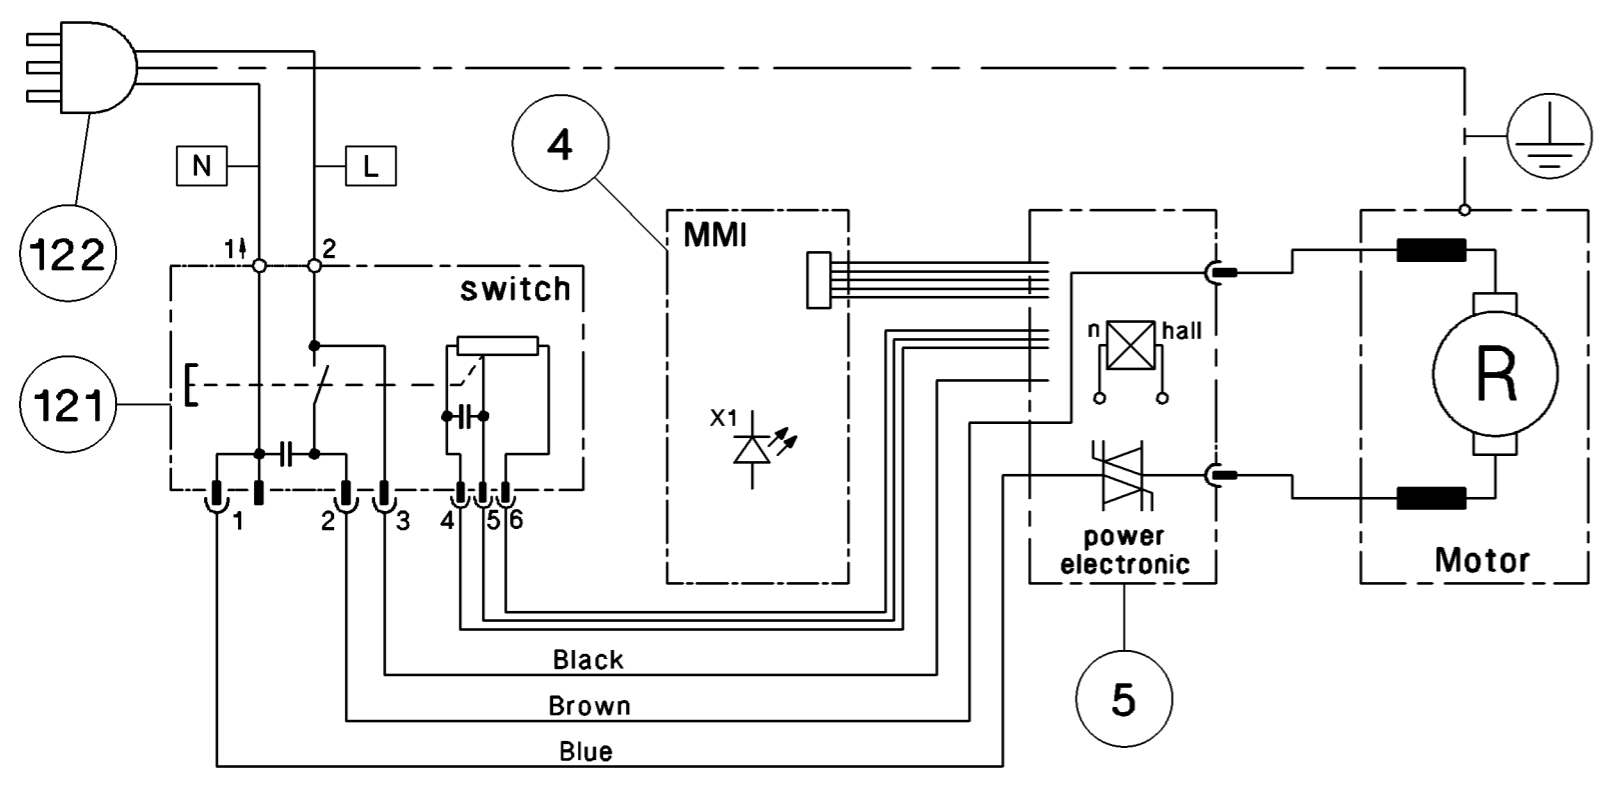 4
N
L
122
1
2
switch
MMI
n
hall
R
121
X1
1
2
3
4
5
6
power
electronic
Motor
Black
Brown
Blue
5